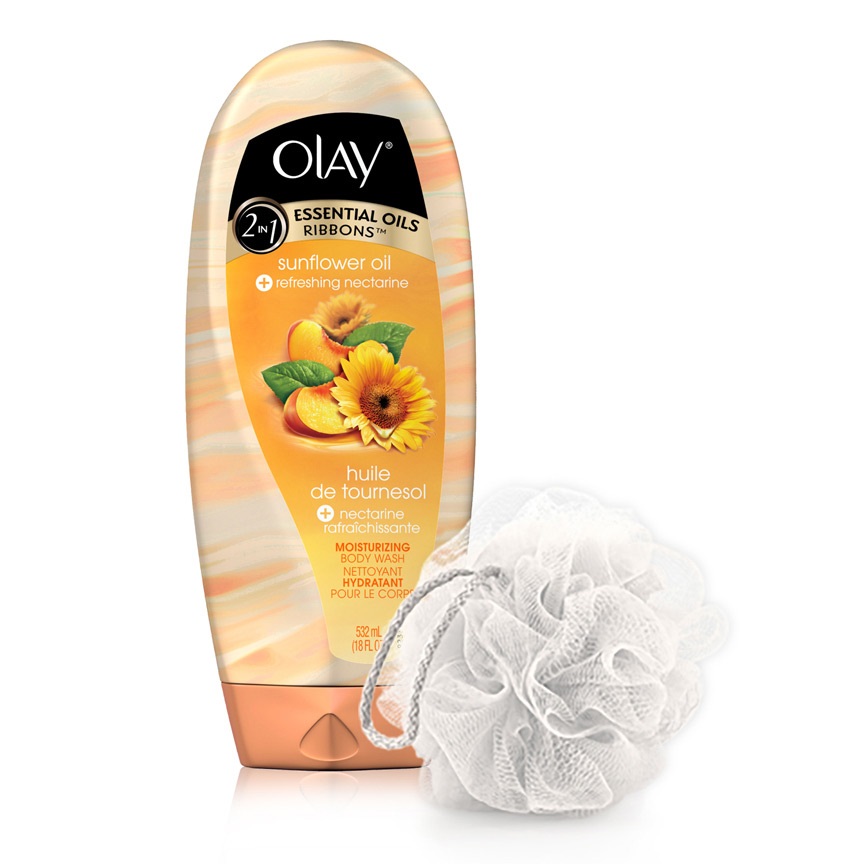 OLAY®
2 IN 1
ESSENTIAL OILS
RIBBONS™
sunflower oil
+ refreshing nectarine
huile
de tournesol
+ nectarine
rafraîchissante
MOISTURIZING
BODY WASH
NETTOYANT
HYDRATANT
POUR LE CORPS
532 mL
(18 FL